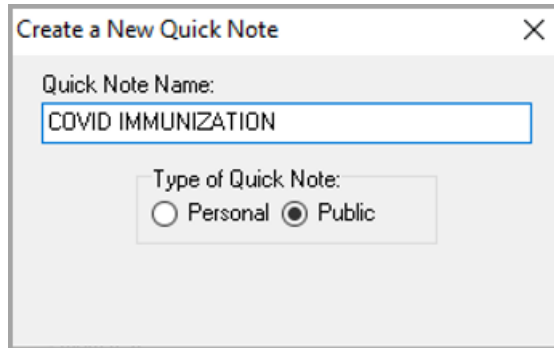 Create a New Quick Note
Quick Note Name:
COVID IMMUNIZATION
Type of Quick Note:
Personal Public